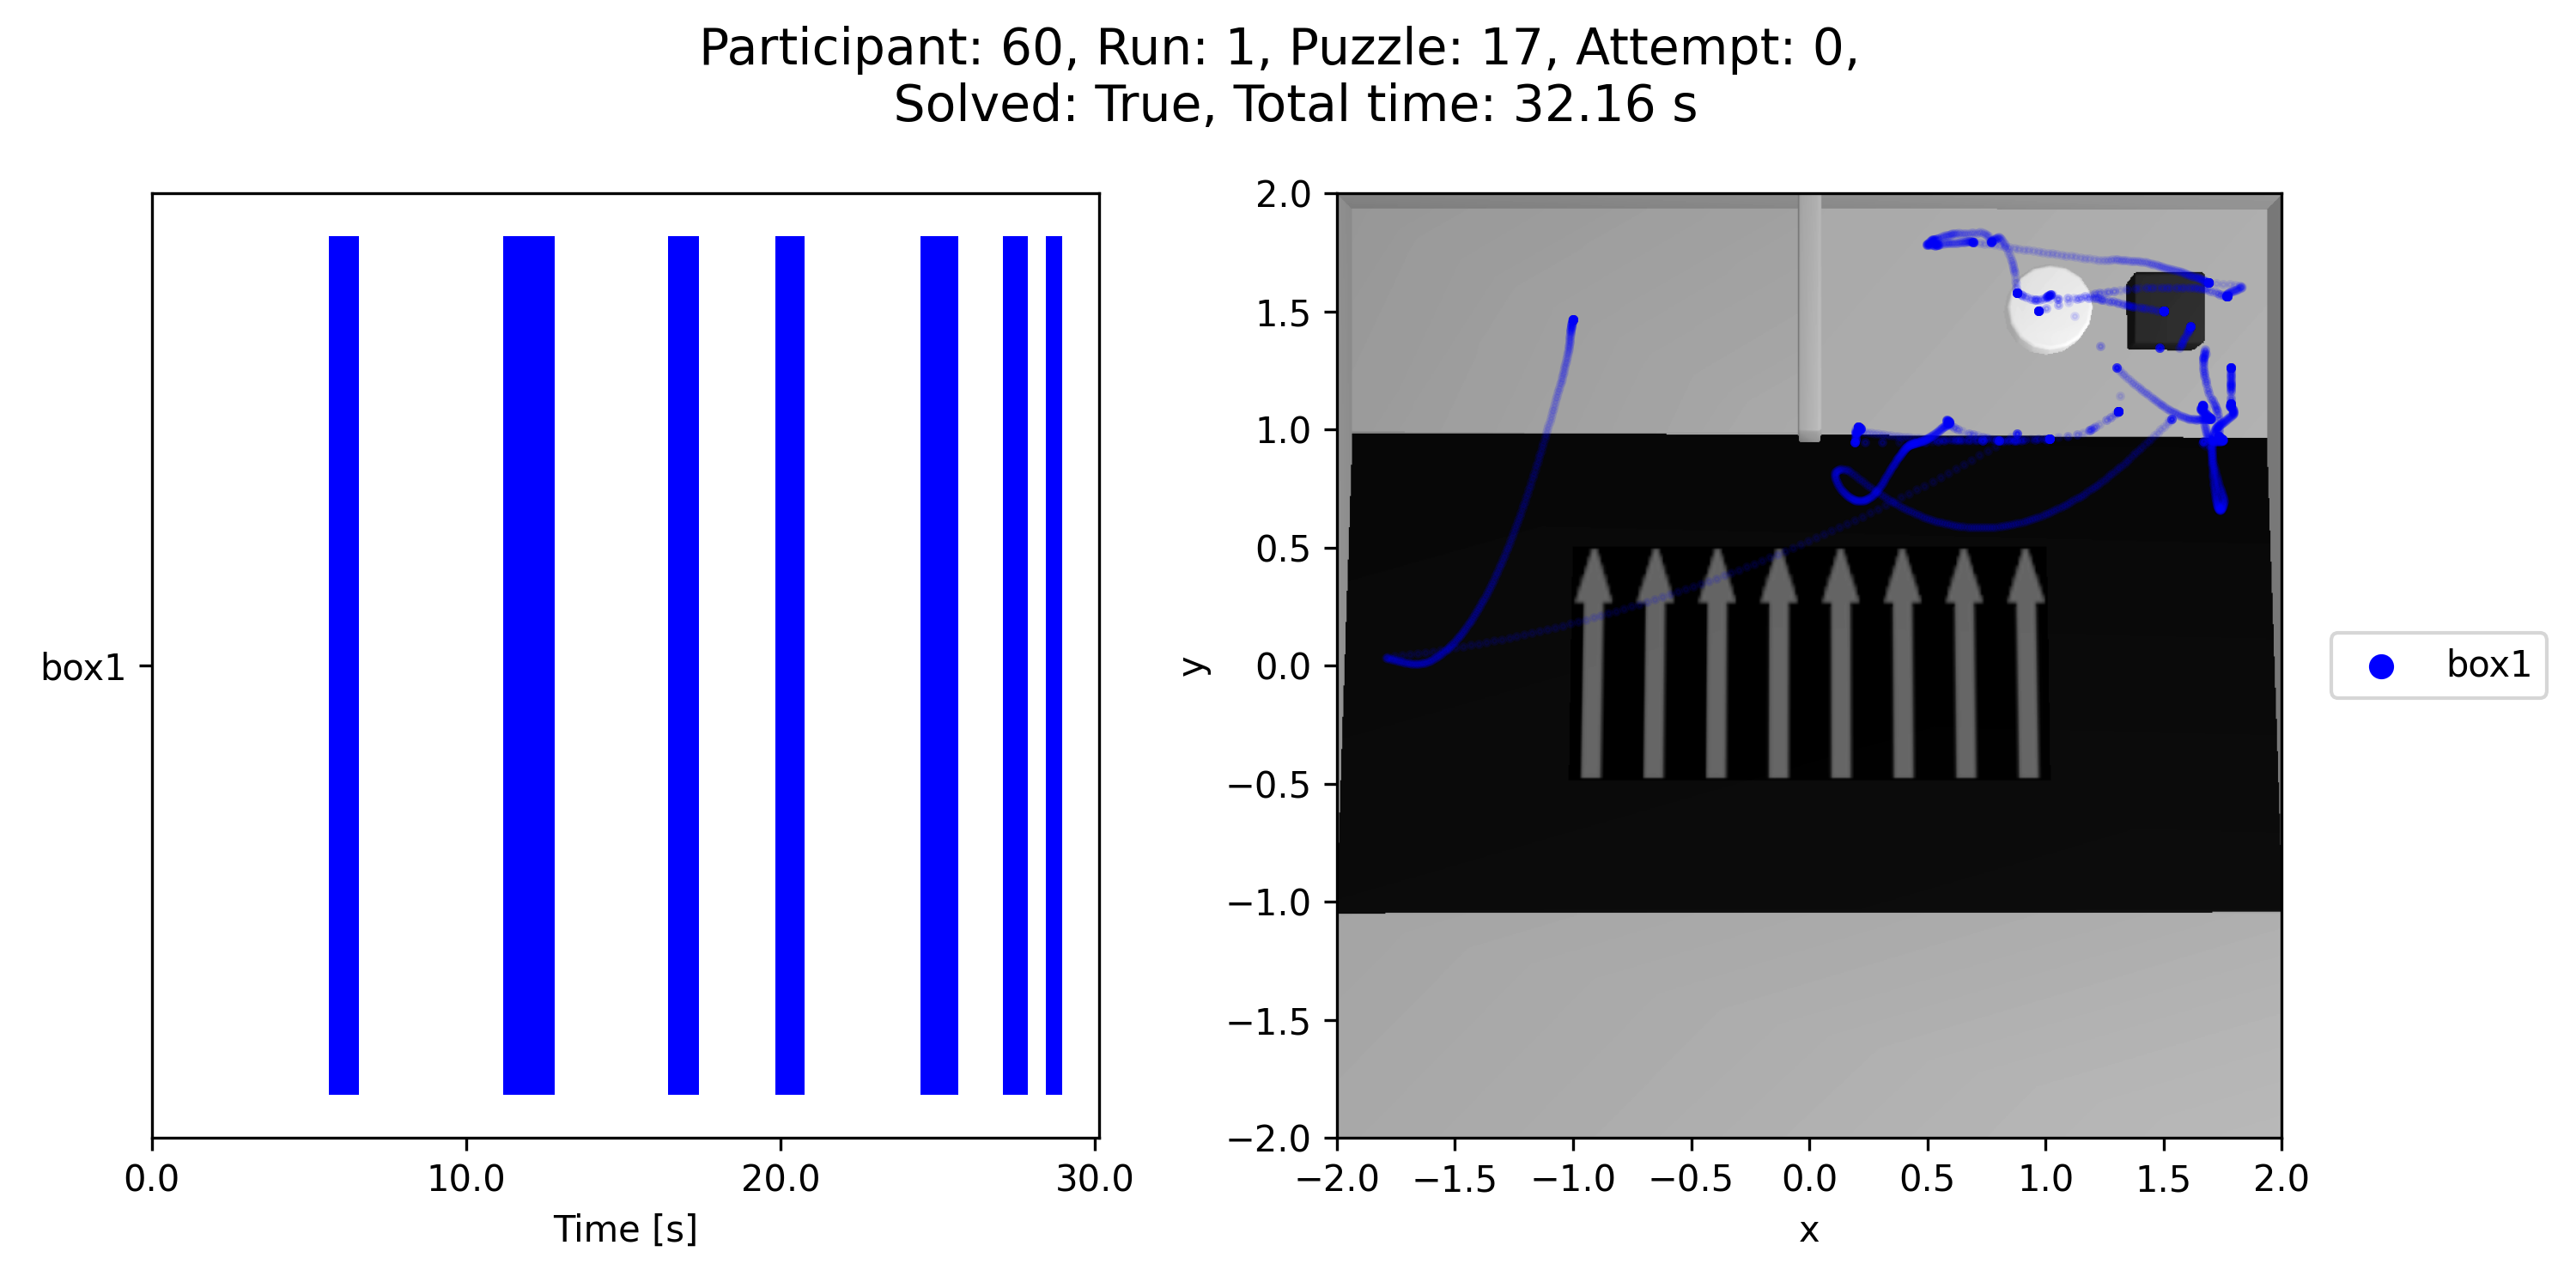 Participant: 60, Run: 1, Puzzle: 17, Attempt: 0,
Solved: True, Total time: 32.16 s
box1
0.0 10.0 20.0 30.0
Time [s]
2.0
1.5
1.0
0.5
0.0
−0.5
−1.0
−1.5
−2.0
y
−2.0 −1.5 −1.0 −0.5 0.0 0.5 1.0 1.5 2.0
x
box1